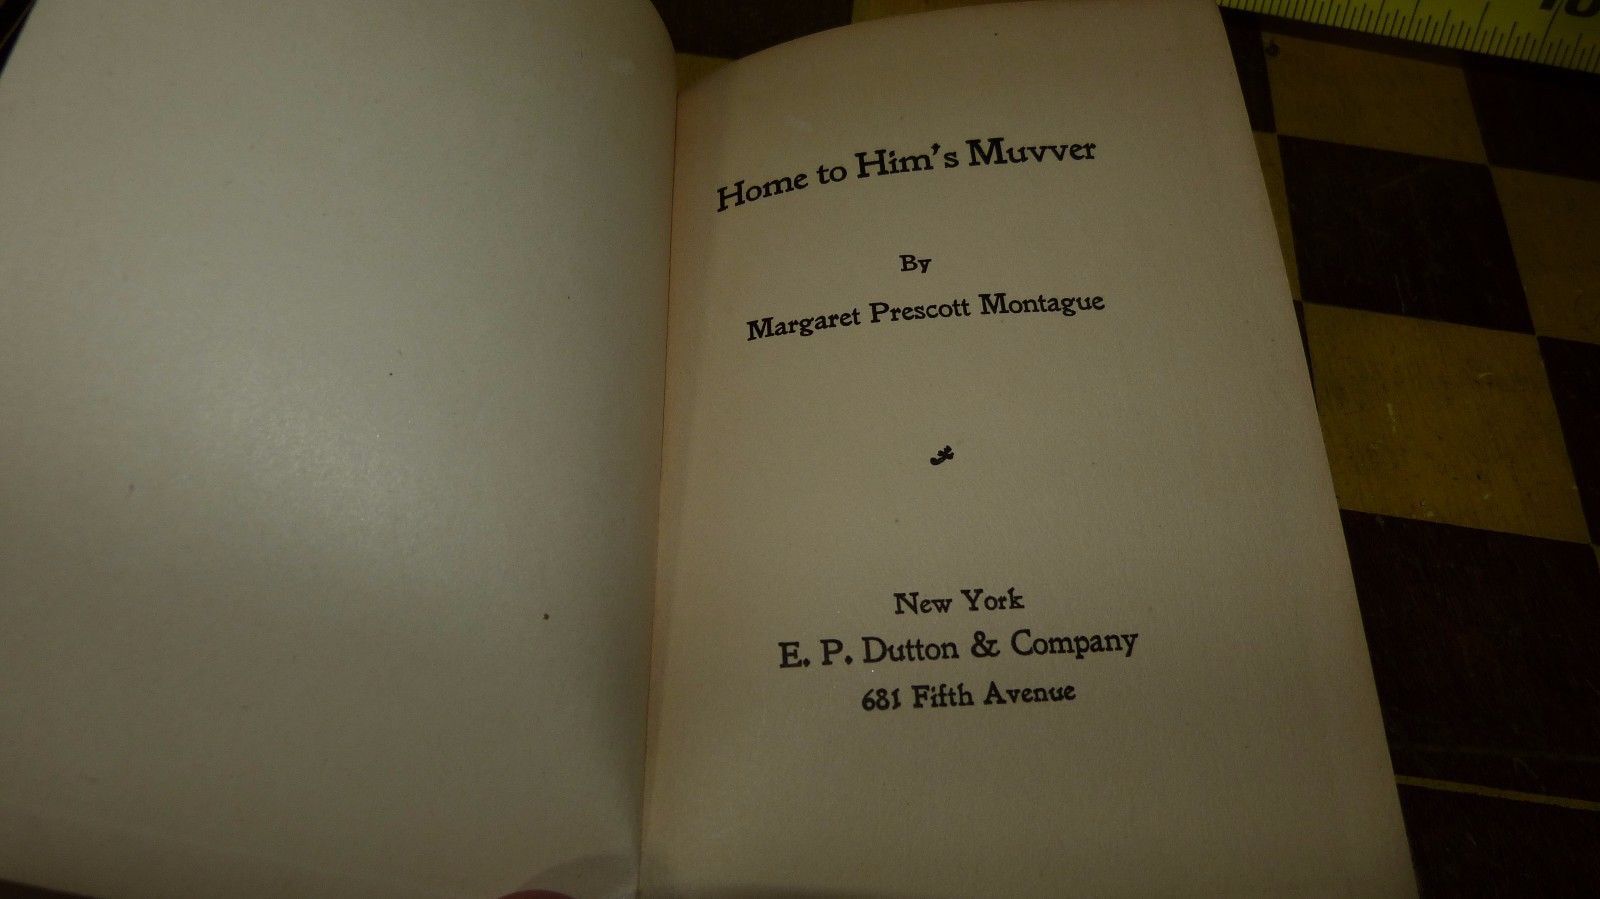 Home to Him's Muvver
By
Margaret Prescott Montague
New York
E. P. Dutton & Company
681 Fifth Avenue